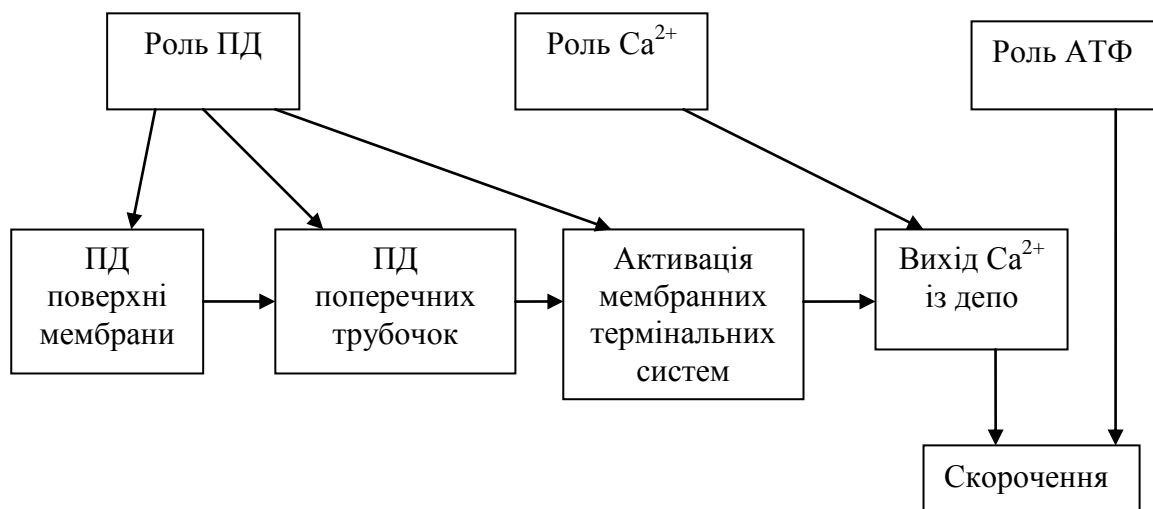 Роль ПД
Роль Ca²⁺
Роль АТФ
ПД
поверхні
мембрани
ПД
поперечних
трубочок
Активація
мембранних
термінальних
систем
Вихід Ca²⁺
із депо
Скорочення